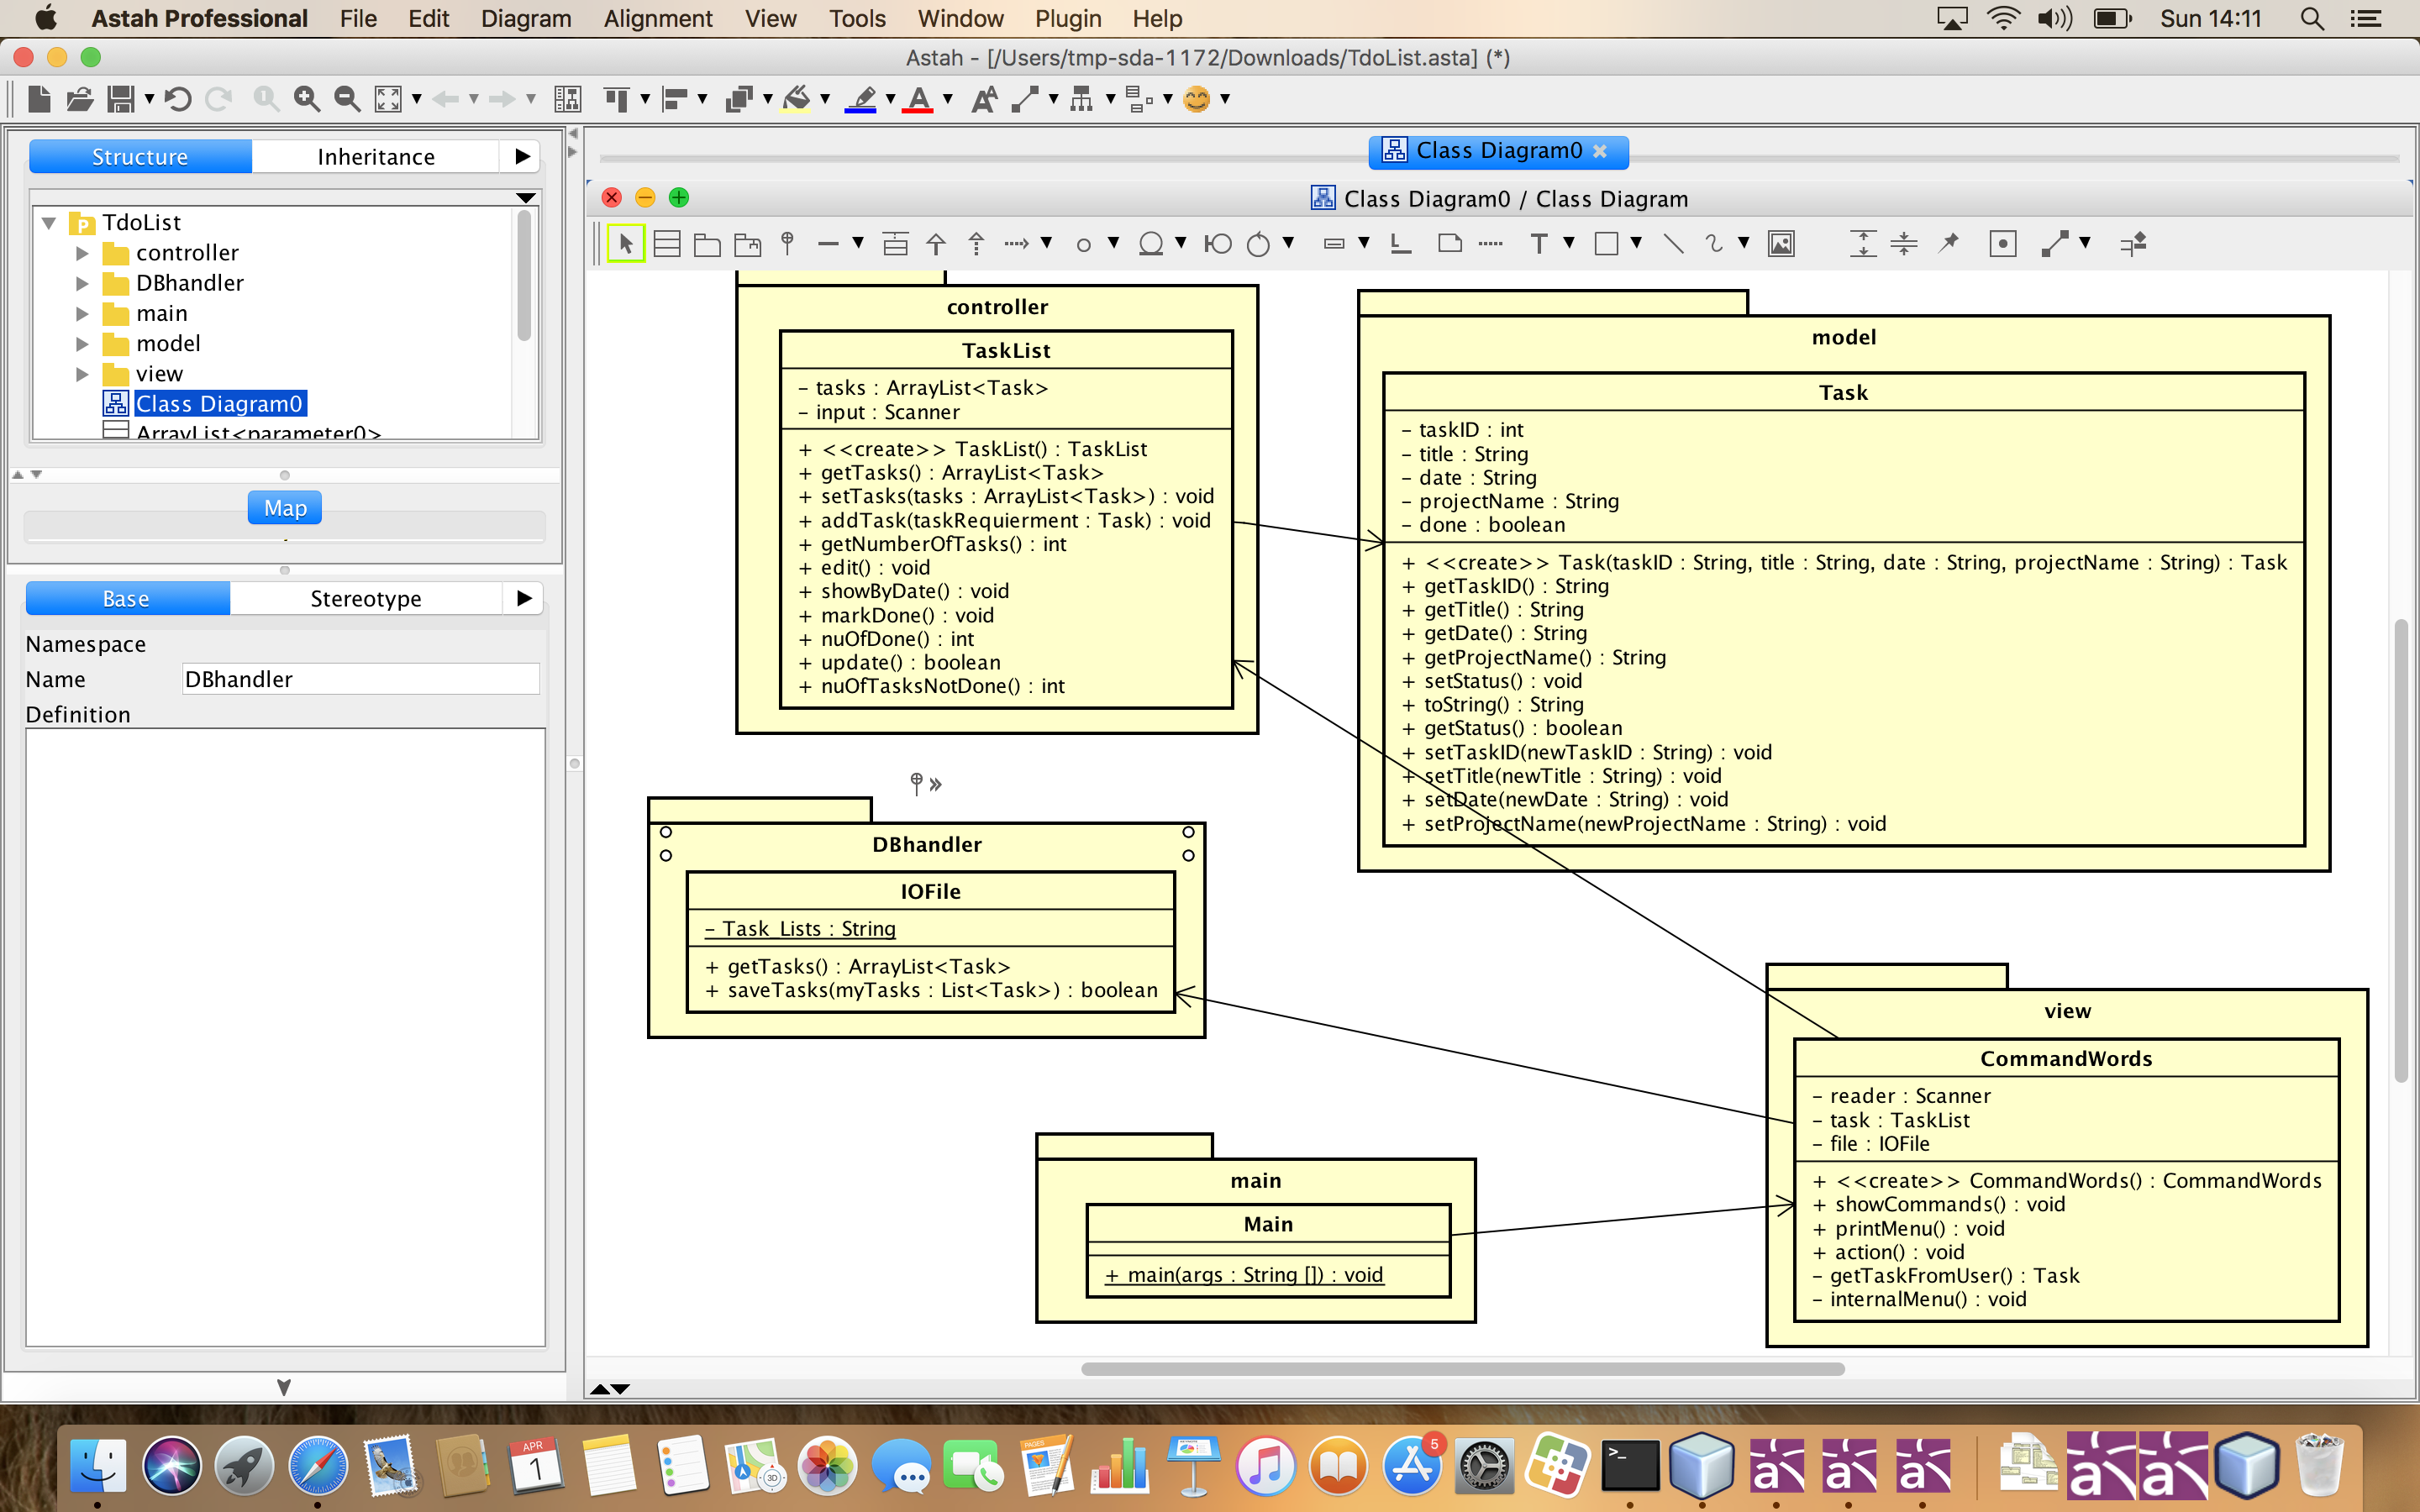 Astah Professional File Edit Diagram Alignment View Tools Window Plugin Help Sun 14:11
Astah - [/Users/tmp-sda-1172/Downloads/TdoList.asta] (*)
Structure Inheritance
TdoList
controller
DBhandler
main
model
view
Class Diagram0
ArrayList<parameter0>
Map
Base Stereotype
Namespace
Name DBhandler
Definition
Class Diagram0
Class Diagram0 / Class Diagram
controller
TaskList
- tasks : ArrayList<Task>
- input : Scanner
+ <<create>> TaskList() : TaskList
+ getTasks() : ArrayList<Task>
+ setTasks(tasks : ArrayList<Task>) : void
+ addTask(taskRequierment : Task) : void
+ getNumberOfTasks() : int
+ edit() : void
+ showByDate() : void
+ markDone() : void
+ nuOfDone() : int
+ update() : boolean
+ nuOfTasksNotDone() : int
model
Task
- taskID : int
- title : String
- date : String
- projectName : String
- done : boolean
+ <<create>> Task(taskID : String, title : String, date : String, projectName : String) : Task
+ getTaskID() : String
+ getTitle() : String
+ getDate() : String
+ getProjectName() : String
+ setStatus() : void
+ toString() : String
+ getStatus() : boolean
+ setTaskID(newTaskID : String) : void
+ setTitle(newTitle : String) : void
+ setDate(newDate : String) : void
+ setProjectName(newProjectName : String) : void
DBhandler
IOFile
- Task_Lists : String
+ getTasks() : ArrayList<Task>
+ saveTasks(myTasks : List<Task>) : boolean
view
CommandWords
- reader : Scanner
- task : TaskList
- file : IOFile
+ <<create>> CommandWords() : CommandWords
+ showCommands() : void
+ printMenu() : void
+ action() : void
- getTaskFromUser() : Task
- internalMenu() : void
main
Main
+ main(args : String []) : void
APR
1
3D
PAGES
5
>_
a
a
a
a
a